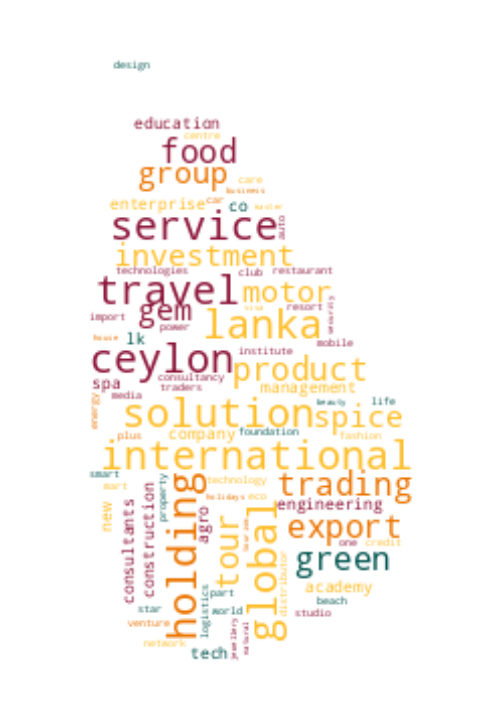 design
education
centre
food
group
care
business
enterprise
car
co
master
service
auto
investment
technologies
club
restaurant
travel
motor
visa
resort
security
gem
import
power
lanka
house
lk
mobile
ceylon
institute
product
spa
consultancy
traders
management
media
energy
beauty
life
solution
spice
plus
company
foundation
fashion
international
smart
mart
property
technology
trading
holidays
eco
engineering
new
consultants
construction
holding
agro
tour
global
export
one
credit
green
distributor
academy
part
beach
star
logistics
world
studio
venture
network
tech
jewellery
natural